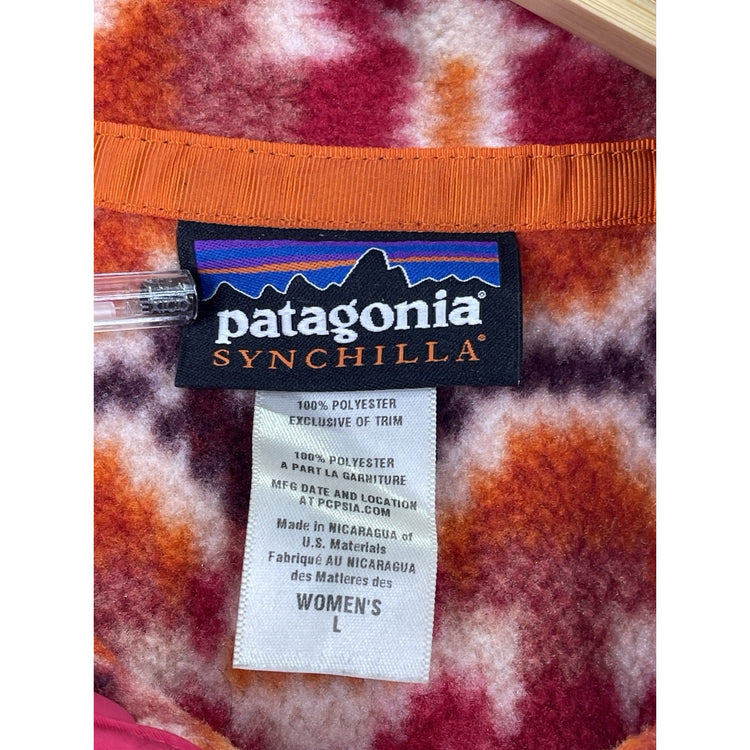 patagonia®
SYNCHILLA®
100% POLYESTER
EXCLUSIVE OF TRIM
100% POLYESTER
A PART LA GARNITURE
MFG DATE AND LOCATION
AT PCPSIA.COM
Made in NICARAGUA of
U.S. Materials
Fabriqué AU NICARAGUA
des Matieres des
WOMEN'S
L